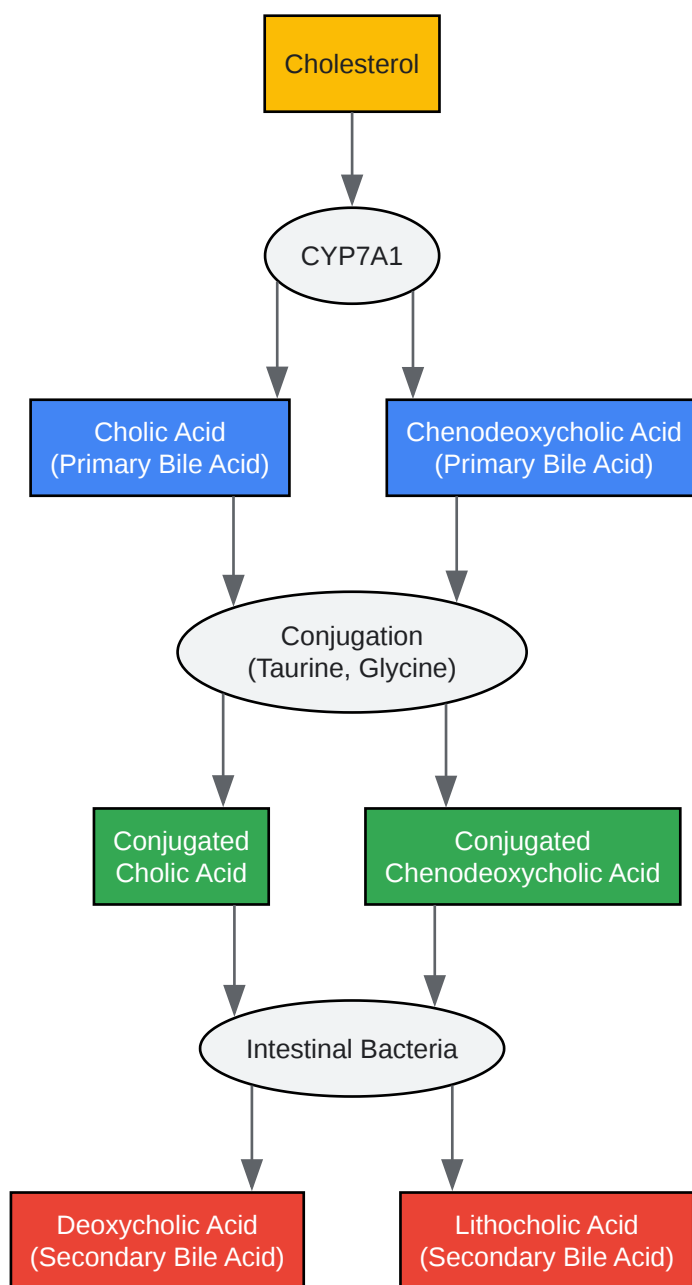 Cholesterol
CYP7A1
Cholic Acid
(Primary Bile Acid)
Chenodeoxycholic Acid
(Primary Bile Acid)
Conjugation
(Taurine, Glycine)
Conjugated
Cholic Acid
Conjugated
Chenodeoxycholic Acid
Intestinal Bacteria
Deoxycholic Acid
(Secondary Bile Acid)
Lithocholic Acid
(Secondary Bile Acid)